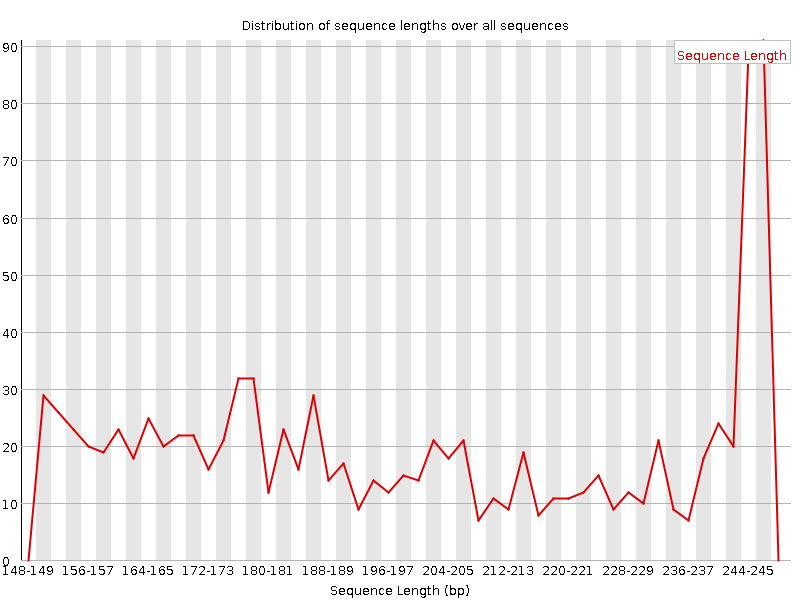 Distribution of sequence lengths over all sequences
Sequence Length
90
80
70
60
50
40
30
20
10
0
148-149 156-157 164-165 172-173 180-181 188-189 196-197 204-205 212-213 220-221 228-229 236-237 244-245
Sequence Length (bp)